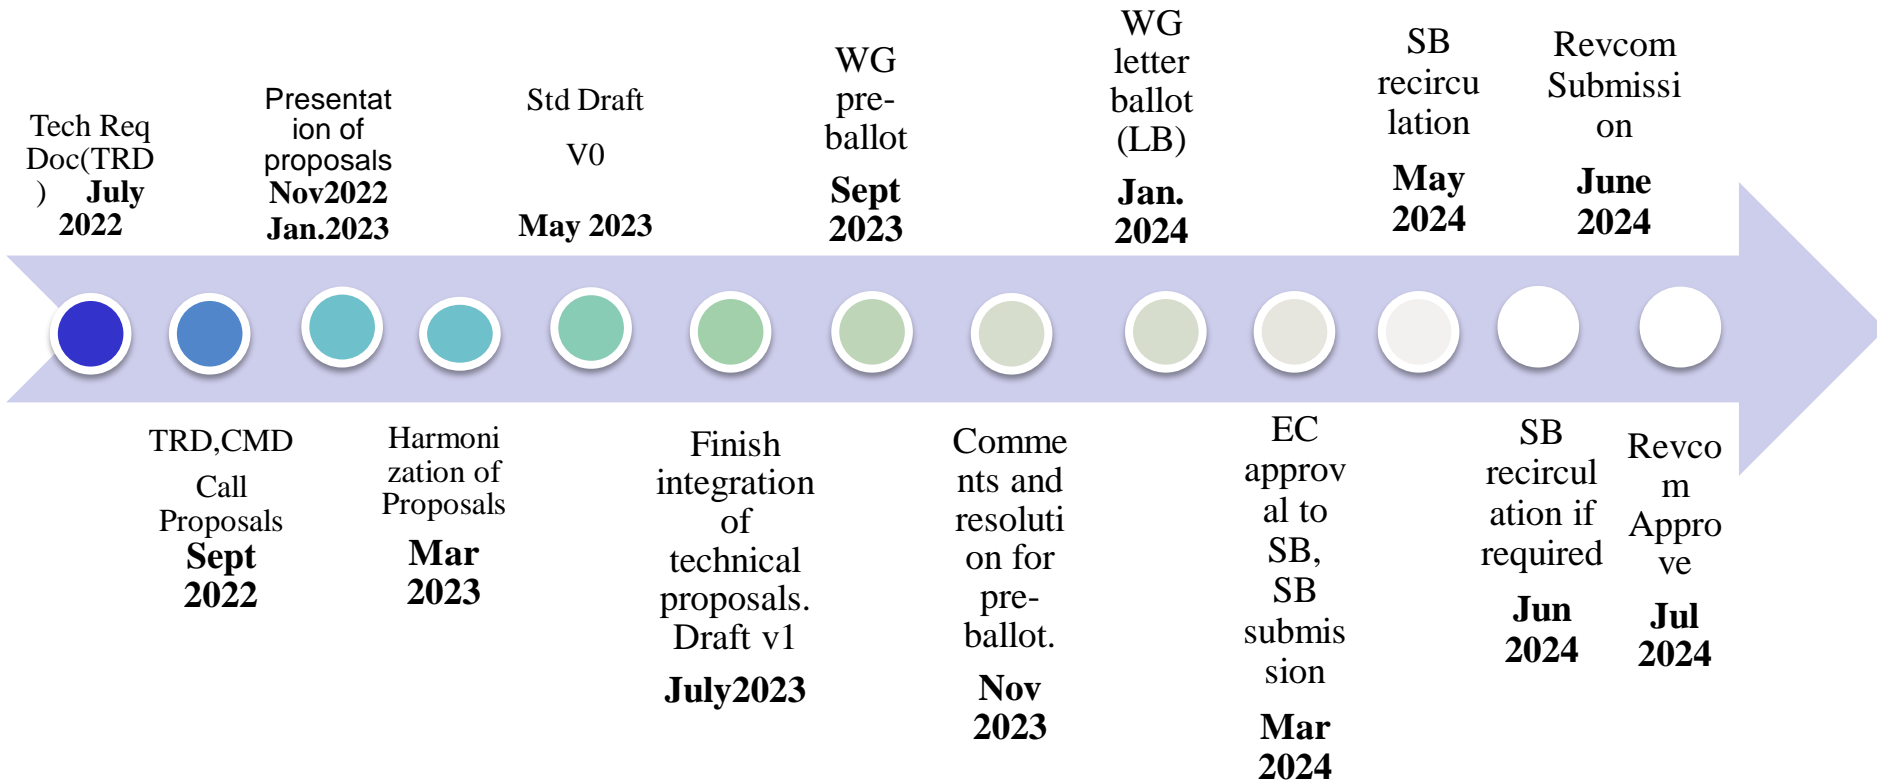 Tech Req
Doc(TRD
) July
2022
Presentat
ion of
proposals
Nov2022
Jan.2023
Std Draft
V0
May 2023
WG
pre-
ballot
Sept
2023
WG
letter
ballot
(LB)
Jan.
2024
SB
recircu
lation
May
2024
Revcom
Submissi
on
June
2024
TRD,CMD
Call
Proposals
Sept
2022
Harmoni
zation of
Proposals
Mar
2023
Finish
integration
of
technical
proposals.
Draft v1
July2023
Comme
nts and
resoluti
on for
pre-
ballot.
Nov
2023
EC
approv
al to
SB,
SB
submis
sion
Mar
2024
SB
recircul
ation if
required
Jun
2024
Revco
m
Appro
ve
Jul
2024